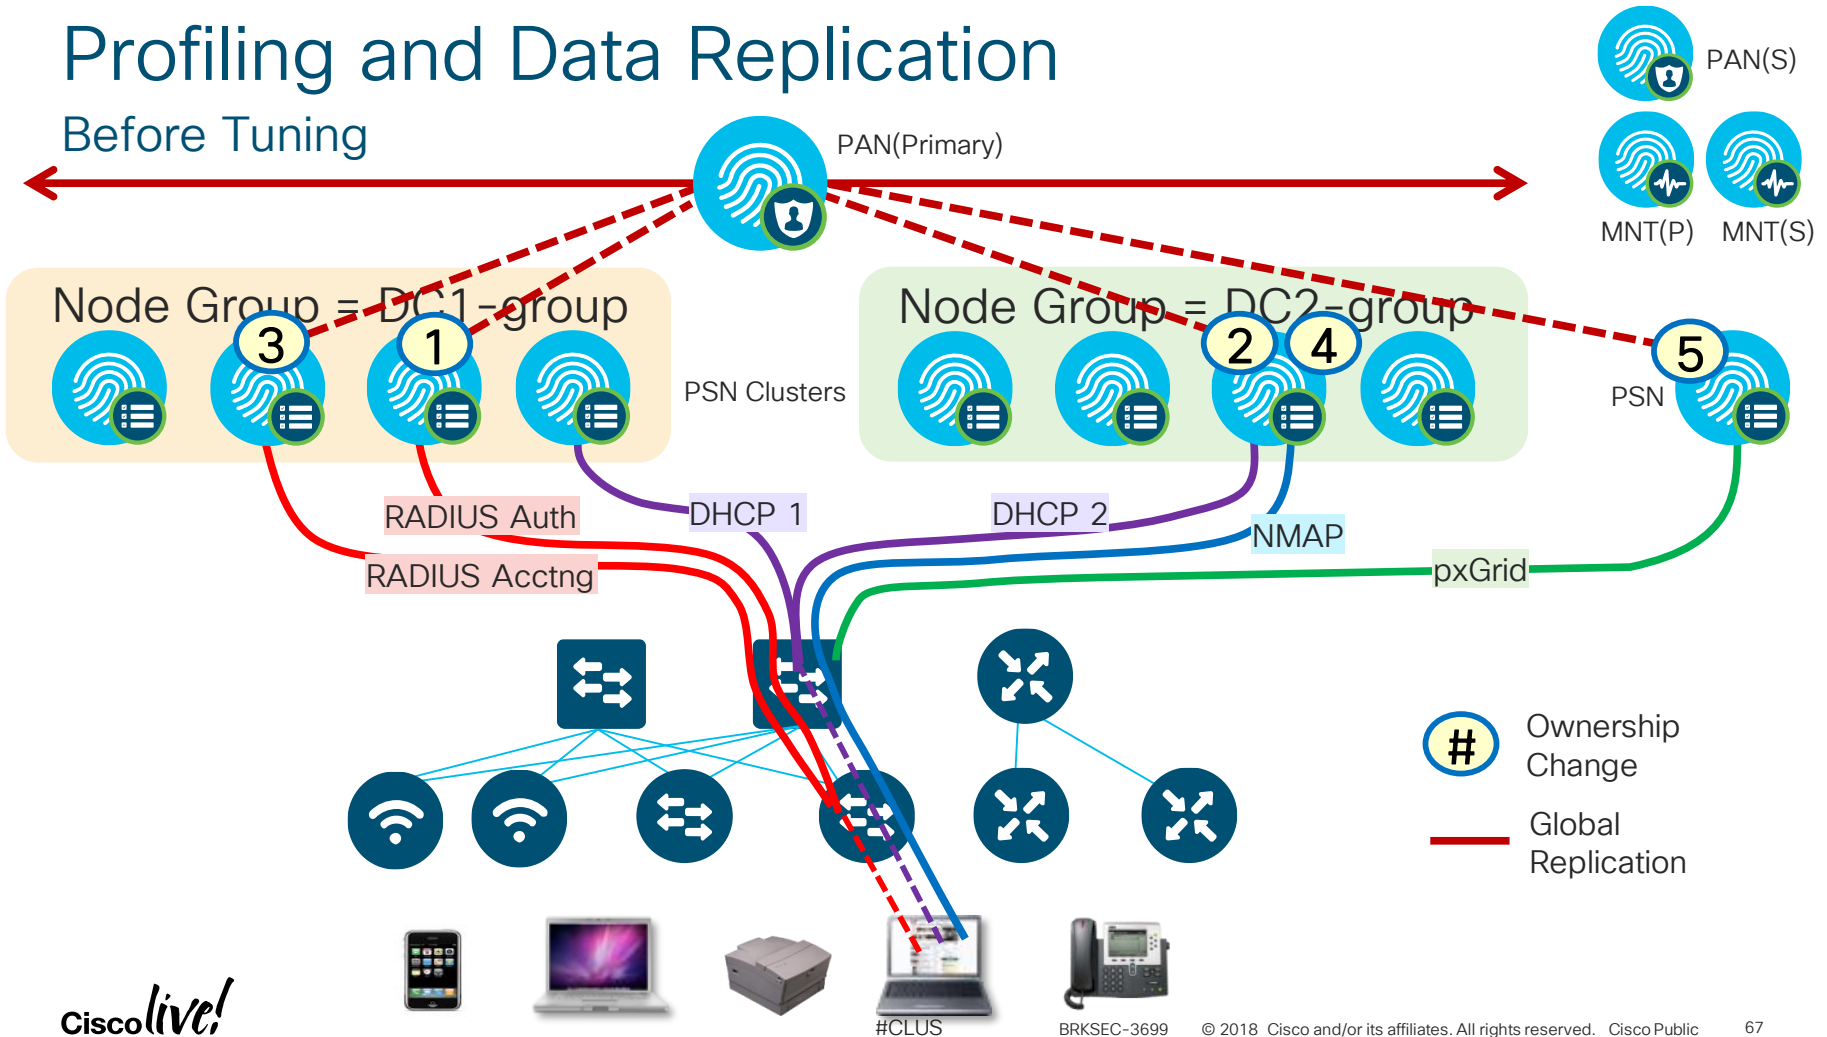 Profiling and Data Replication
Before Tuning
PAN(Primary)
PAN(S)
MNT(P) MNT(S)
Node Group = DC1-group
Node Group = DC2-group
3
1
2
4
5
PSN Clusters
PSN
RADIUS Auth
DHCP 1
DHCP 2
NMAP
RADIUS Acctng
pxGrid
# Ownership
Change
Global
Replication
Cisco live!
#CLUS
BRKSEC-3699 © 2018 Cisco and/or its affiliates. All rights reserved. Cisco Public 67